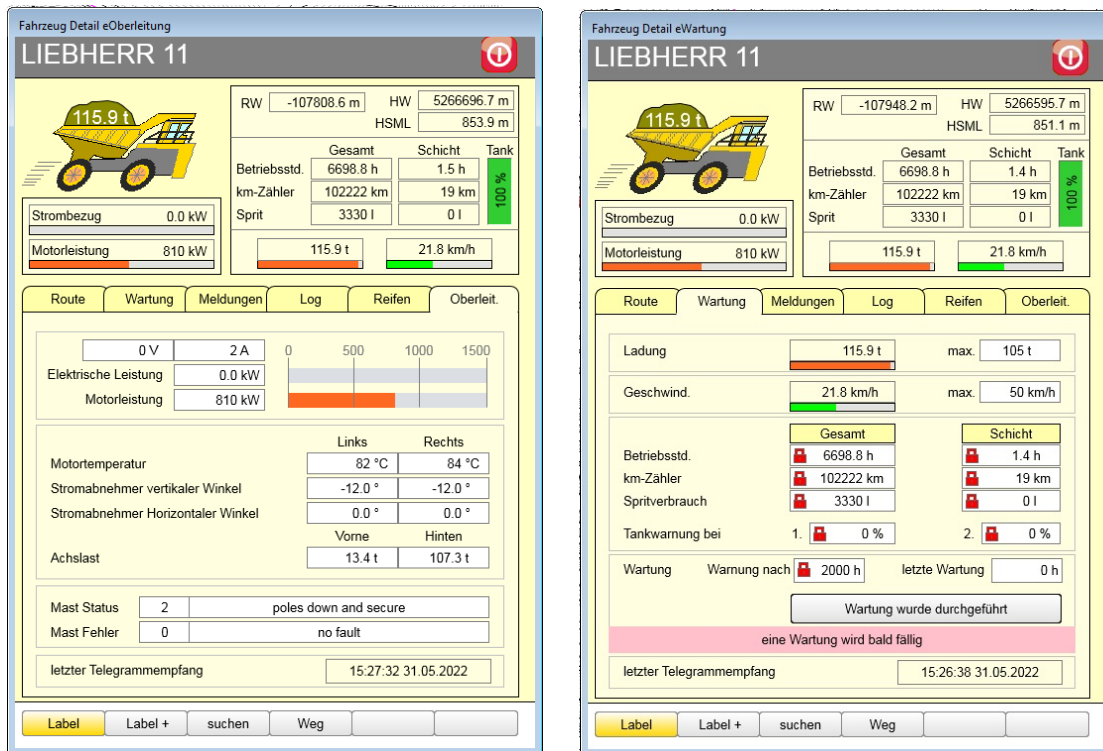 Fahrzeug Detail eOberleitung
LIEBHERR 11
115.9 t
RW -107808.6 m HW 5266696.7 m
HSML 853.9 m
Gesamt Schicht Tank
Betriebsstd. 6698.8 h 1.5 h
km-Zähler 102222 km 19 km
Sprit 3330 l 0 l
100 %
Strombezug 0.0 kW
Motorleistung 810 kW
115.9 t 21.8 km/h
Route Wartung Meldungen Log Reifen Oberleit.
0 V 2 A 0 500 1000 1500
Elektrische Leistung 0.0 kW
Motorleistung 810 kW
Links Rechts
Motortemperatur 82 °C 84 °C
Stromabnehmer vertikaler Winkel -12.0 ° -12.0 °
Stromabnehmer Horizontaler Winkel 0.0 ° 0.0 °
Vorne Hinten
Achslast 13.4 t 107.3 t
Mast Status 2 poles down and secure
Mast Fehler 0 no fault
letzter Telegrammempfang 15:27:32 31.05.2022
Label Label + suchen Weg
Fahrzeug Detail eWartung
LIEBHERR 11
115.9 t
RW -107948.2 m HW 5266595.7 m
HSML 851.1 m
Gesamt Schicht Tank
Betriebsstd. 6698.8 h 1.4 h
km-Zähler 102222 km 19 km
Sprit 3330 l 0 l
100 %
Strombezug 0.0 kW
Motorleistung 810 kW
115.9 t 21.8 km/h
Route Wartung Meldungen Log Reifen Oberleit.
Ladung 115.9 t max. 105 t
Geschwind. 21.8 km/h max. 50 km/h
Gesamt Schicht
Betriebsstd. 6698.8 h 1.4 h
km-Zähler 102222 km 19 km
Spritverbrauch 3330 l 0 l
Tankwarnung bei 1. 0 % 2. 0 %
Wartung Warnung nach 2000 h letzte Wartung 0 h
Wartung wurde durchgeführt
eine Wartung wird bald fällig
letzter Telegrammempfang 15:26:38 31.05.2022
Label Label + suchen Weg